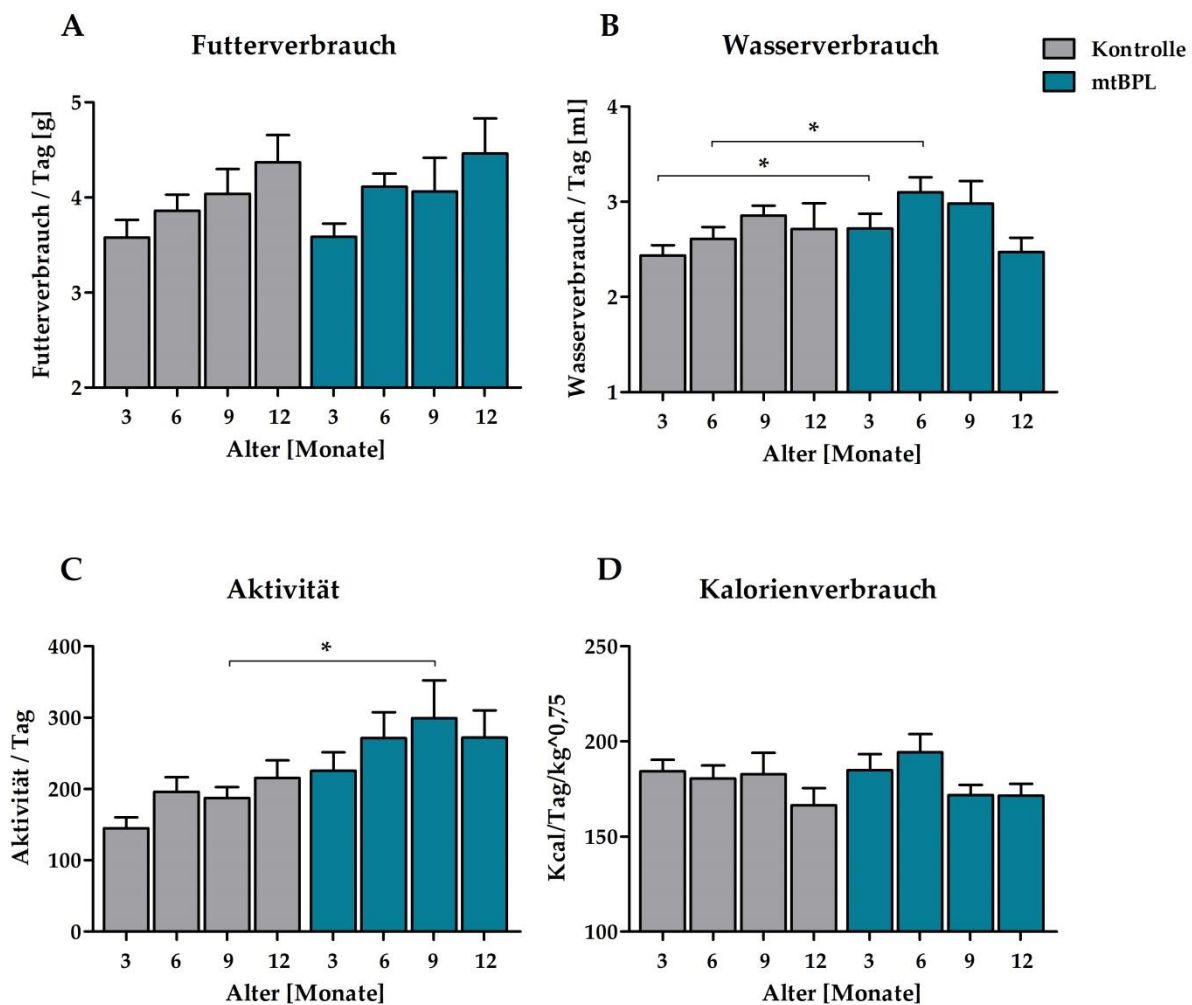 A
Futterverbrauch
Futterverbrauch / Tag [g]
5
4
3
2
3 6 9 12 3 6 9 12
Alter [Monate]
B
Wasserverbrauch
Kontrolle
mtBPL
Wasserverbrauch / Tag [ml]
4
3
2
1
*
*
3 6 9 12 3 6 9 12
Alter [Monate]
C
Aktivität
Aktivität / Tag
400
300
200
100
0
*
3 6 9 12 3 6 9 12
Alter [Monate]
D
Kalorienverbrauch
Kcal/Tag/kg^0,75
250
200
150
100
3 6 9 12 3 6 9 12
Alter [Monate]